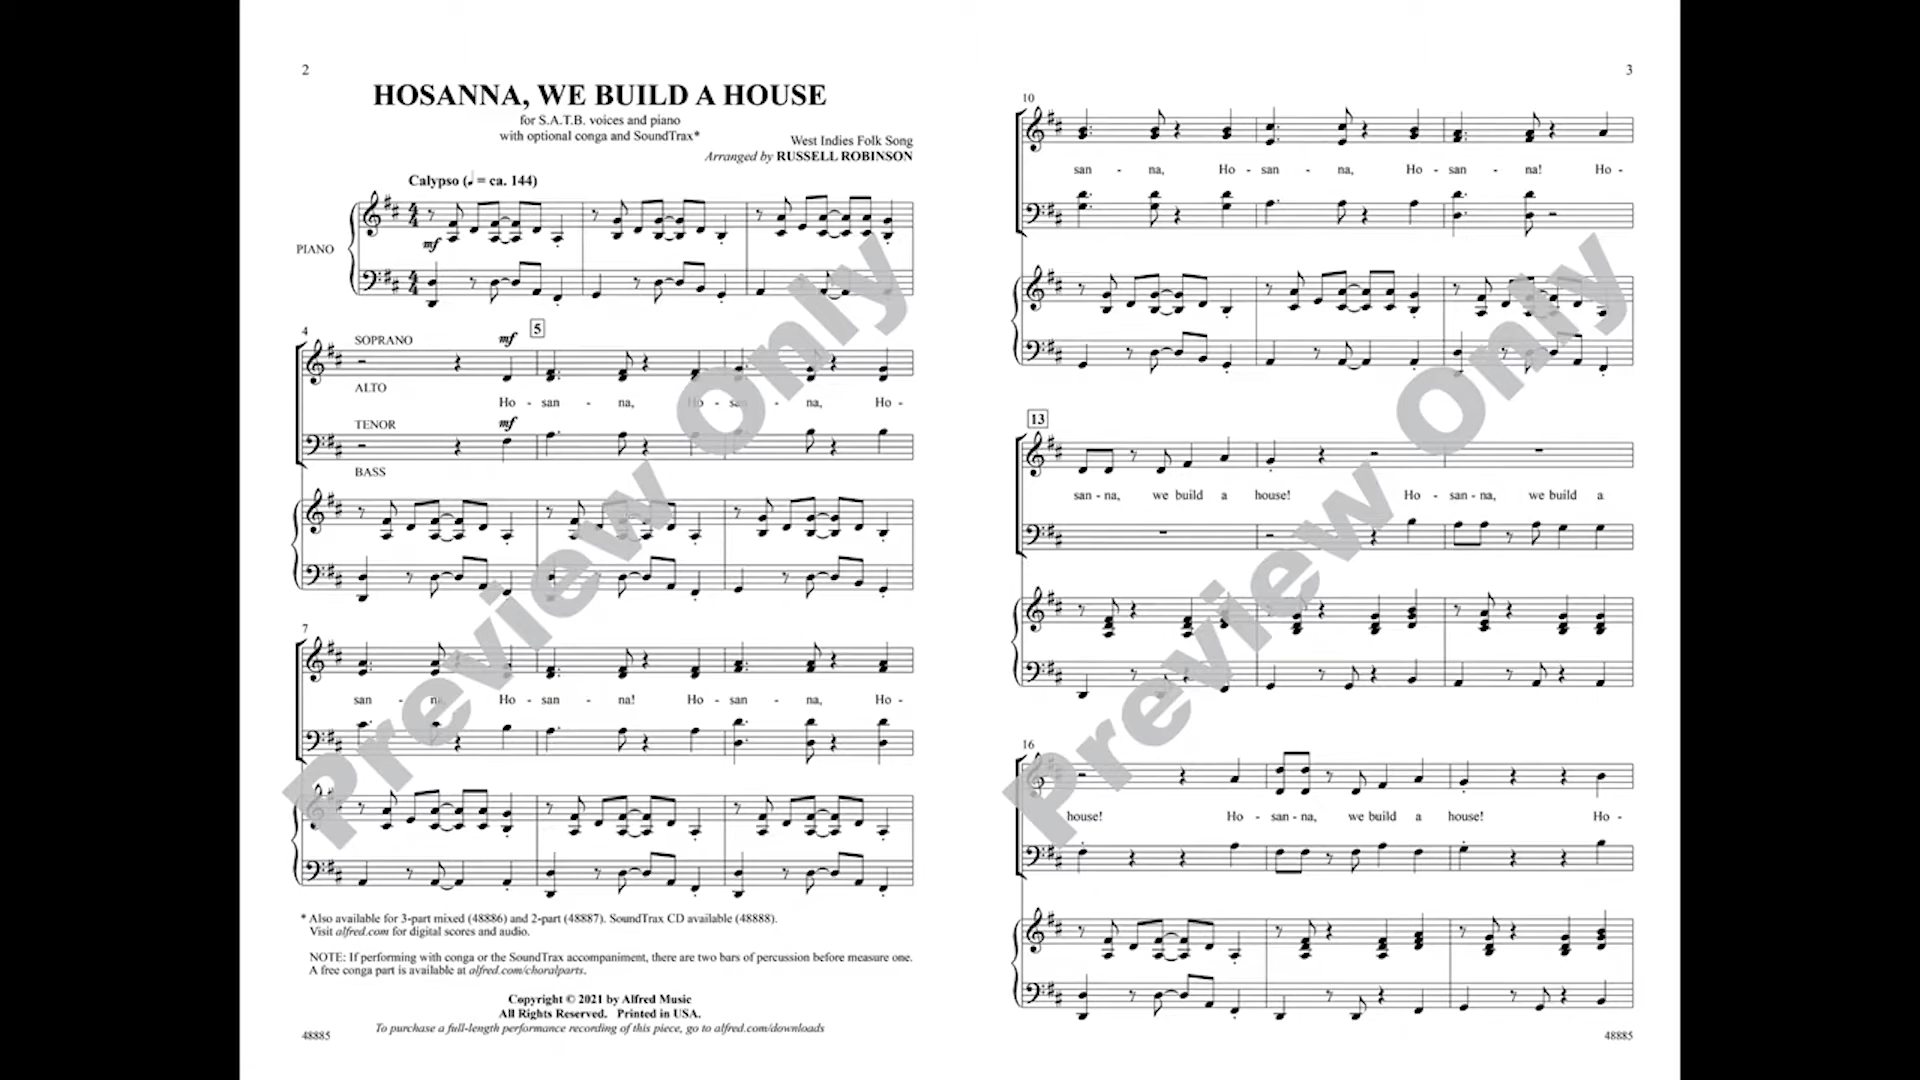 2
HOSANNA, WE BUILD A HOUSE
for S.A.T.B. voices and piano
with optional conga and SoundTrax*
West Indies Folk Song
Arranged by RUSSELL ROBINSON
Calypso (♩ = ca. 144)
PIANO
mf
4
SOPRANO
mf
5
ALTO
Ho - san - na, Ho - san - na, Ho -
TENOR
mf
BASS
7
san - na, Ho - san - na! Ho - san - na, Ho -
* Also available for 3-part mixed (48886) and 2-part (48887). SoundTrax CD available (48888).
Visit alfred.com for digital scores and audio.
NOTE: If performing with conga or the SoundTrax accompaniment, there are two bars of percussion before measure one.
A free conga part is available at alfred.com/choralparts.
Copyright © 2021 by Alfred Music
All Rights Reserved. Printed in USA.
To purchase a full-length performance recording of this piece, go to alfred.com/downloads
48885
Preview Only
3
10
san - na, Ho - san - na, Ho - san - na! Ho -
13
san - na, we build a house! Ho - san - na, we build a
16
house! Ho - san - na, we build a house! Ho -
48885
Preview Only